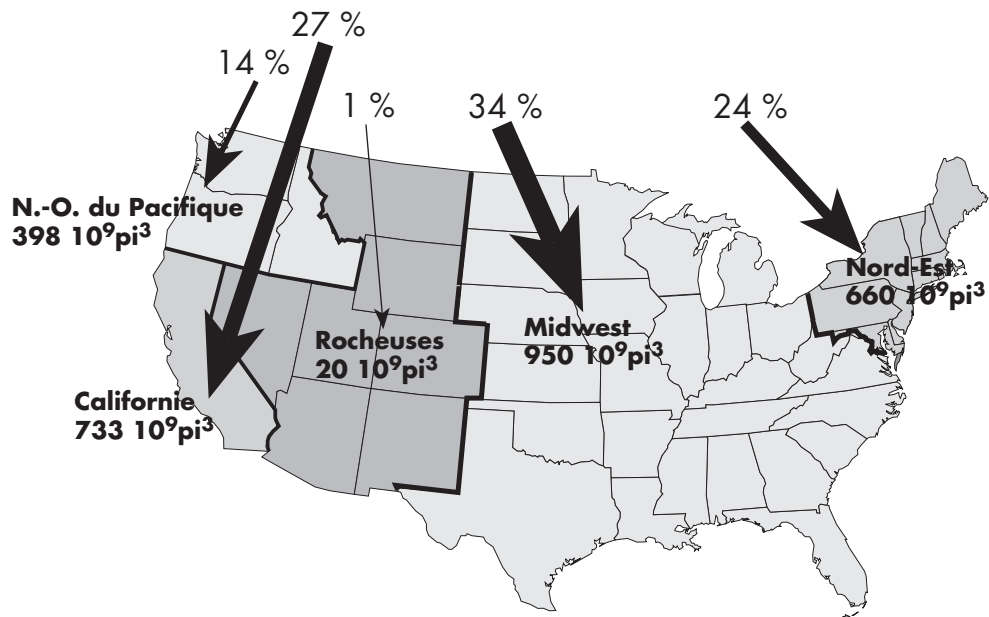 27 %
14 %
1 %
34 %
24 %
N.-O. du Pacifique
398 10⁹pi³
Nord-Est
660 10⁹pi³
Rocheuses
20 10⁹pi³
Midwest
950 10⁹pi³
Californie
733 10⁹pi³